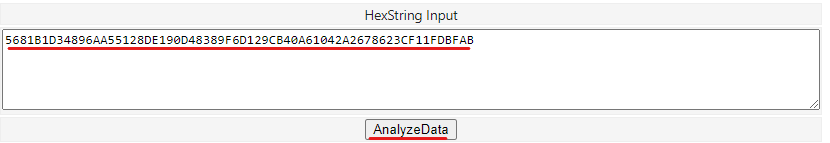 HexString Input
5681B1D34896AA55128DE190D48389F6D129CB40A61042A2678623CF11FDBFAB
AnalyzeData